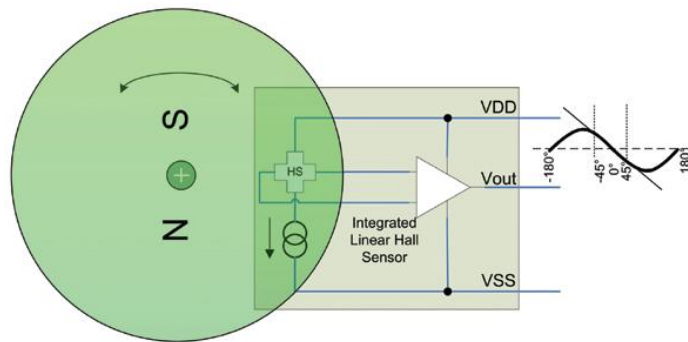 S
N
HS
VDD
Vout
Integrated
Linear Hall
Sensor
VSS
-180°
-45°
0°
45°
180°